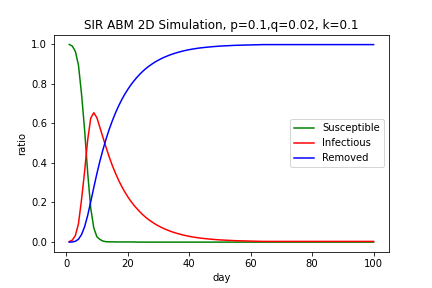 SIR ABM 2D Simulation, p=0.1,q=0.02, k=0.1
ratio
1.0
0.8
0.6
0.4
0.2
0.0
Susceptible
Infectious
Removed
0 20 40 60 80 100
day